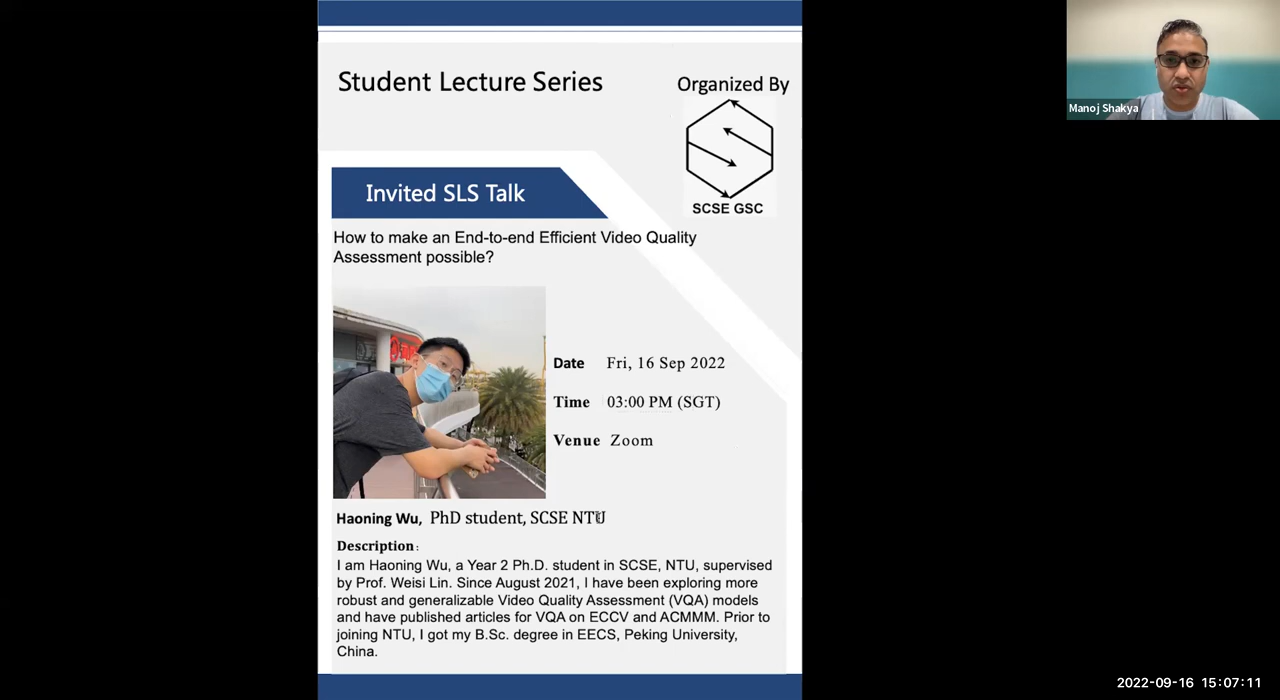 Student Lecture Series
Organized By
SCSE GSC
Invited SLS Talk
How to make an End-to-end Efficient Video Quality
Assessment possible?
Date Fri, 16 Sep 2022
Time 03:00 PM (SGT)
Venue Zoom
Haoning Wu, PhD student, SCSE NTU
Description:
I am Haoning Wu, a Year 2 Ph.D. student in SCSE, NTU, supervised
by Prof. Weisi Lin. Since August 2021, I have been exploring more
robust and generalizable Video Quality Assessment (VQA) models
and have published articles for VQA on ECCV and ACMMM. Prior to
joining NTU, I got my B.Sc. degree in EECS, Peking University,
China.
Manoj Shakya
2022-09-16 15:07:11